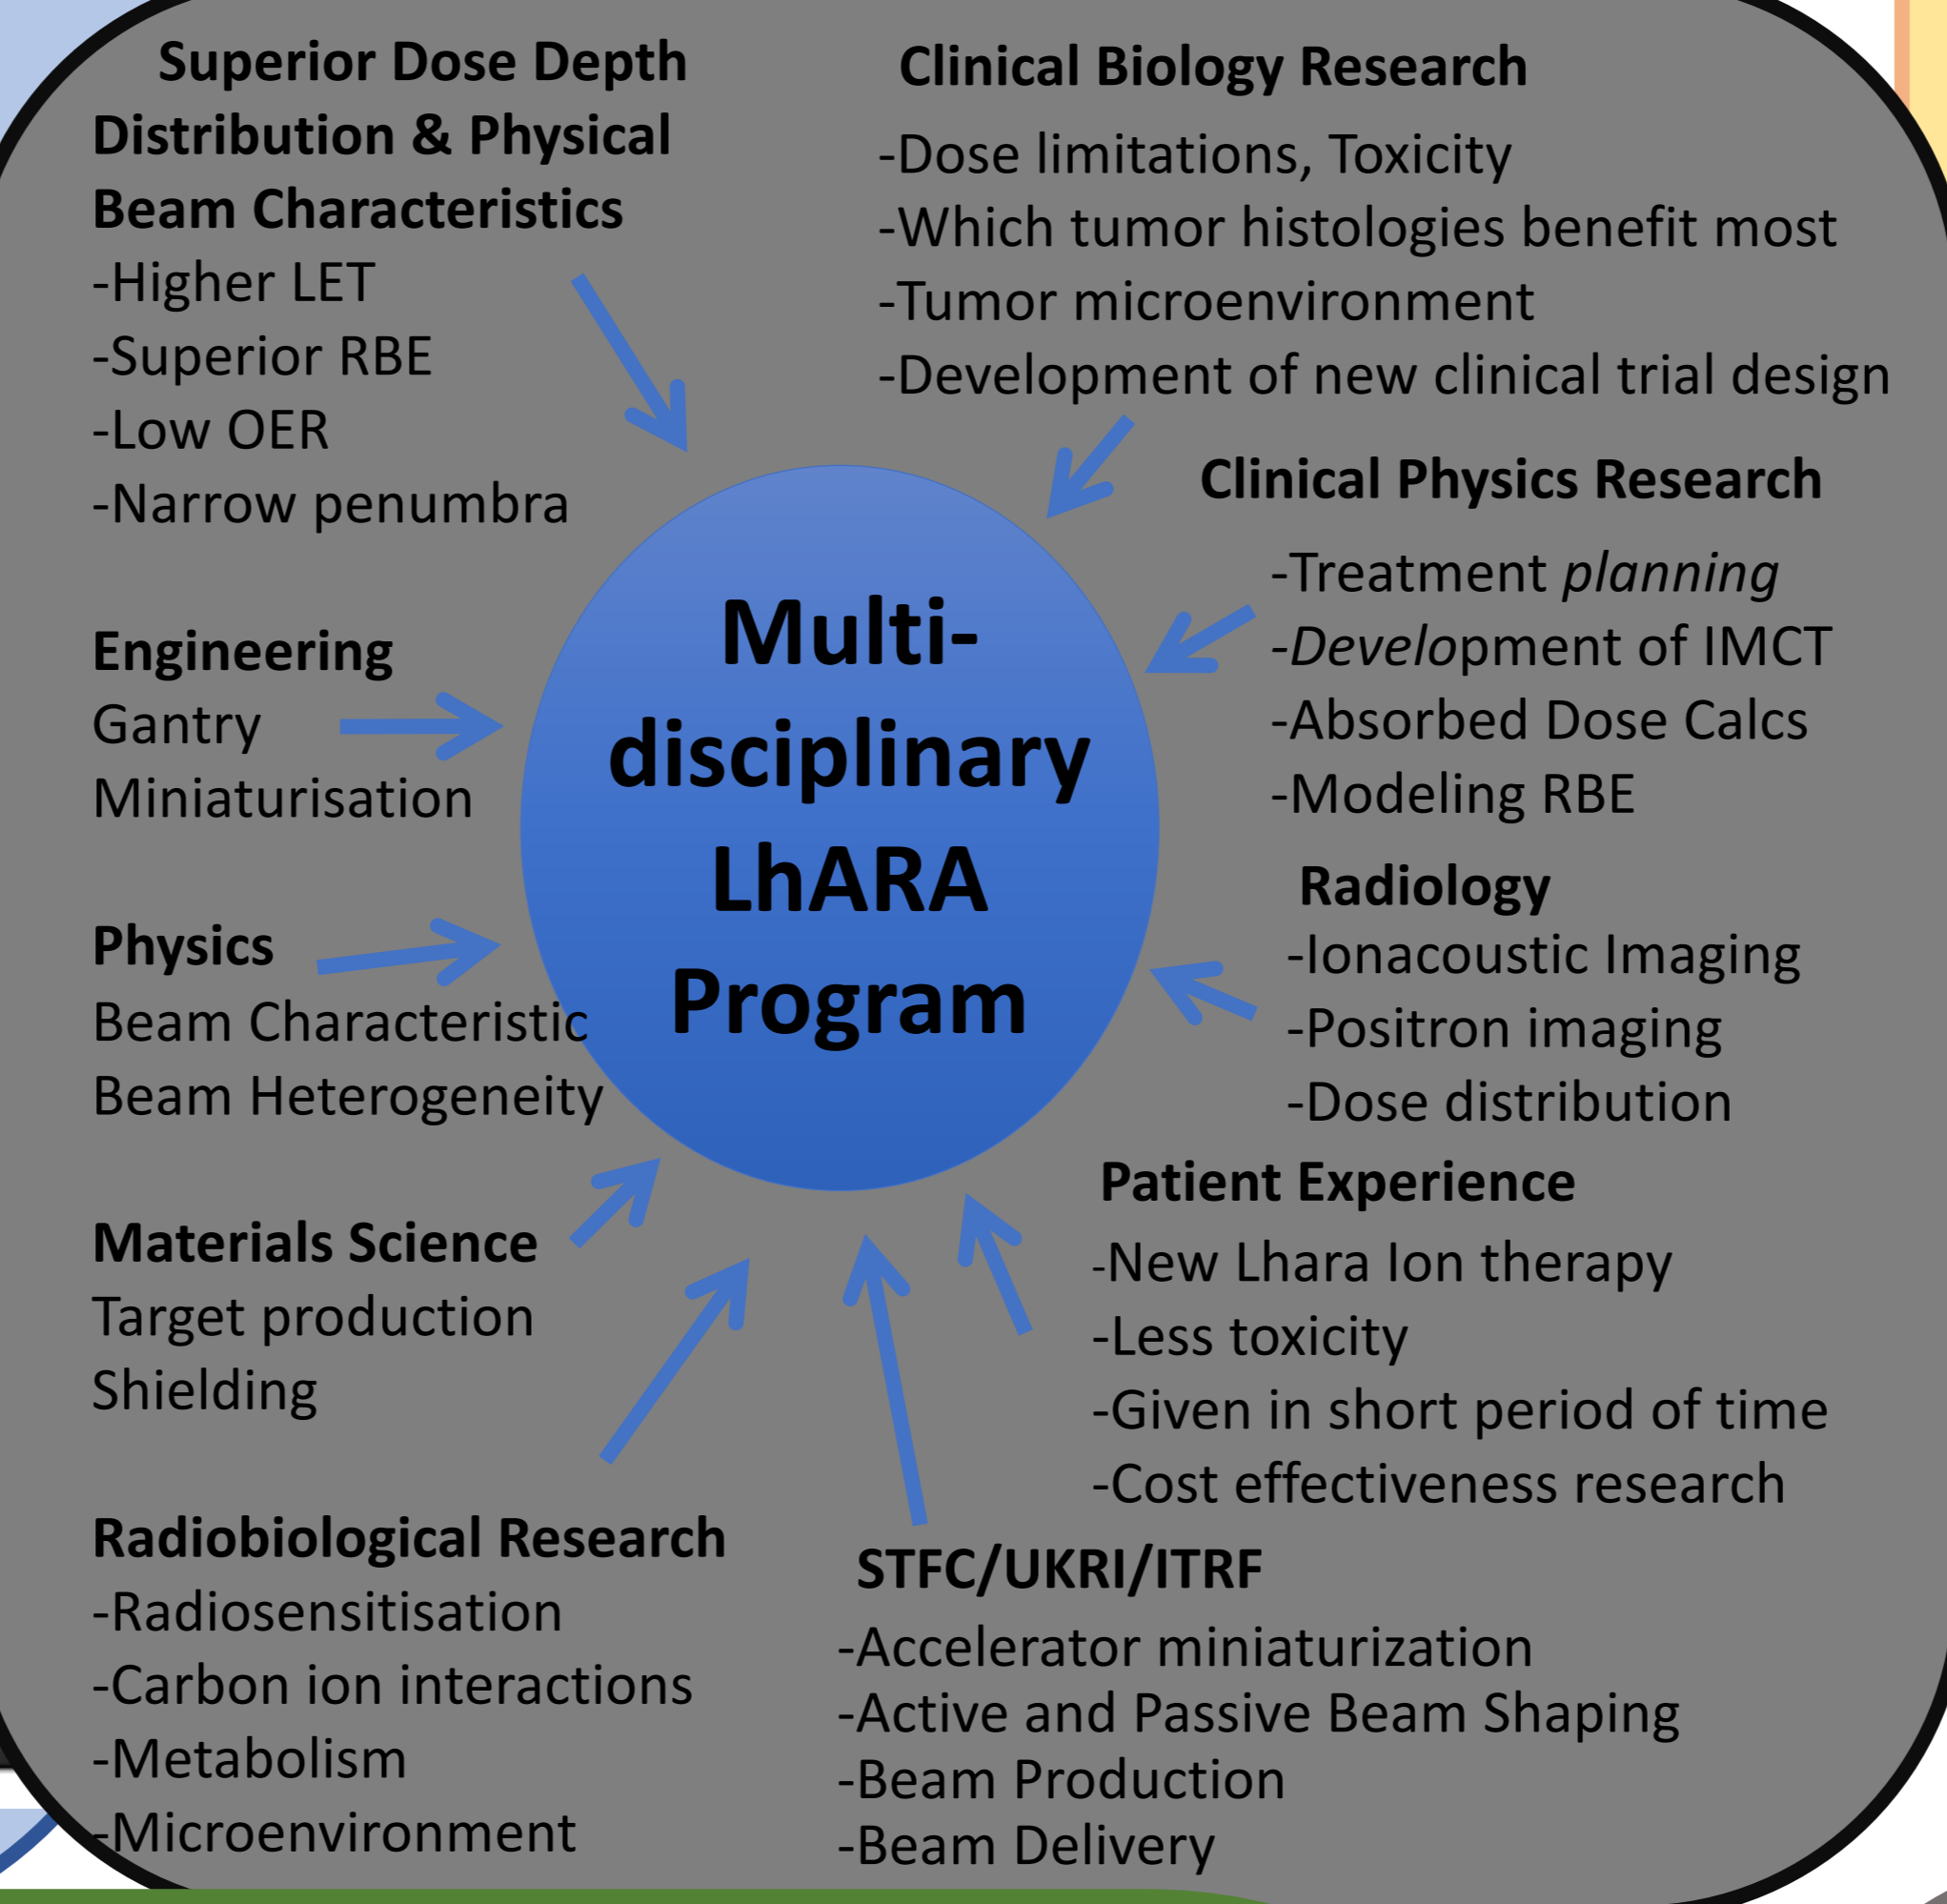 Superior Dose Depth
Distribution & Physical
Beam Characteristics
-Higher LET
-Superior RBE
-Low OER
-Narrow penumbra
Engineering
Gantry
Miniaturisation
Physics
Beam Characteristic
Beam Heterogeneity
Materials Science
Target production
Shielding
Radiobiological Research
-Radiosensitisation
-Carbon ion interactions
-Metabolism
-Microenvironment
Multi-
disciplinary
LhARA
Program
Clinical Biology Research
-Dose limitations, Toxicity
-Which tumor histologies benefit most
-Tumor microenvironment
-Development of new clinical trial design
Clinical Physics Research
-Treatment planning
-Development of IMCT
-Absorbed Dose Calcs
-Modeling RBE
Radiology
-Ionacoustic Imaging
-Positron imaging
-Dose distribution
Patient Experience
-New Lhara Ion therapy
-Less toxicity
-Given in short period of time
-Cost effectiveness research
STFC/UKRI/ITRF
-Accelerator miniaturization
-Active and Passive Beam Shaping
-Beam Production
-Beam Delivery